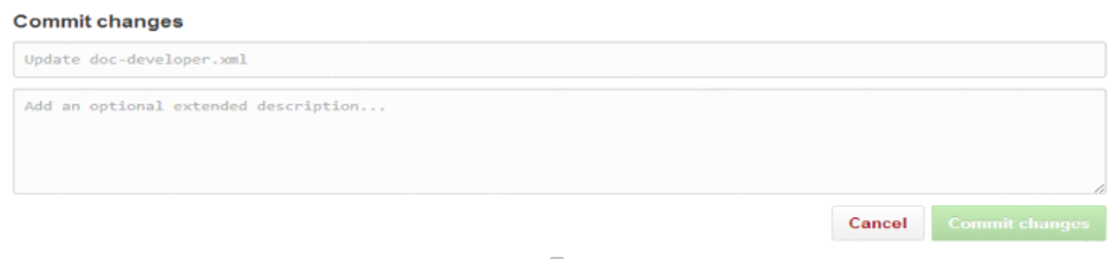 Commit changes
Update doc-developer.xml
Add an optional extended description...
Cancel Commit changes